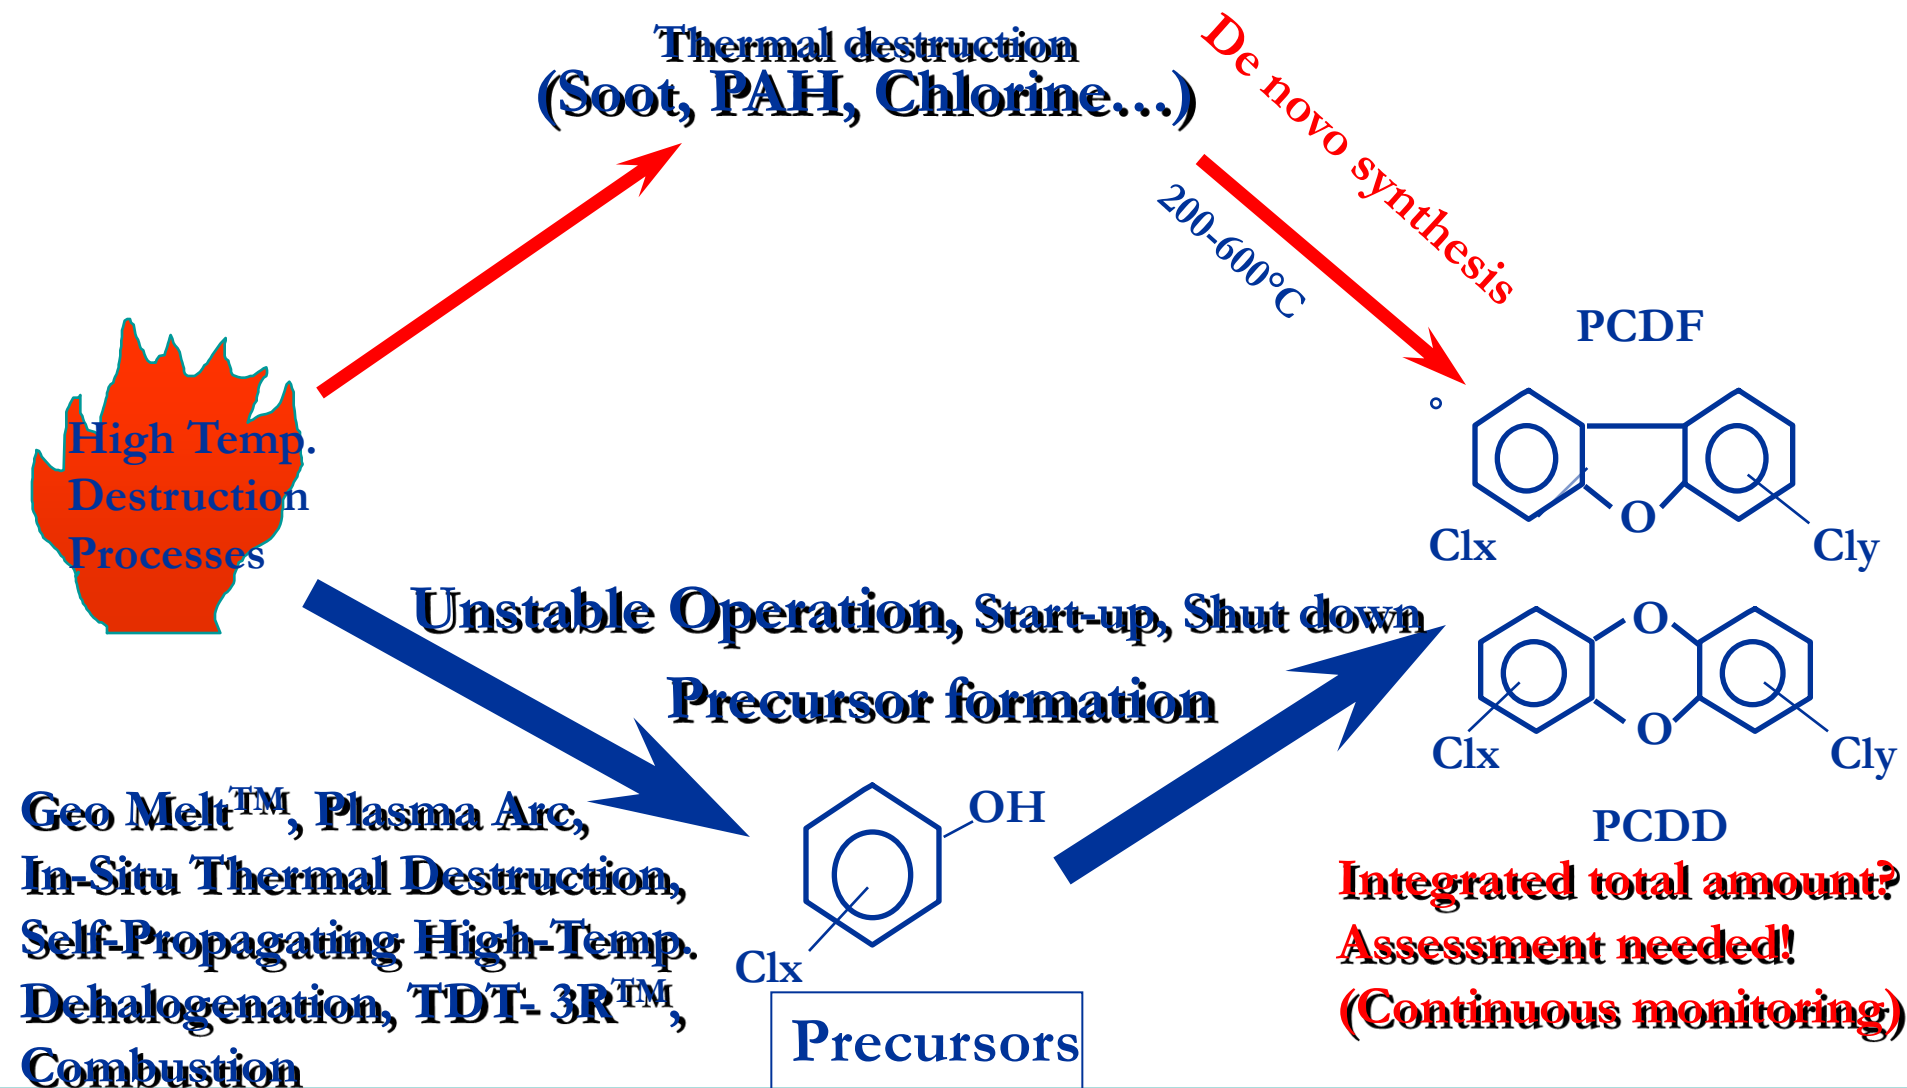 Thermal destruction
(Soot, PAH, Chlorine…)
De novo synthesis
200-600°C
PCDF
°
High Temp.
Destruction
Processes
O
Clx
Cly
Unstable Operation, Start-up, Shut down
Precursor formation
O
O
Clx
Cly
PCDD
Geo Melt™, Plasma Arc,
In-Situ Thermal Destruction,
Self-Propagating High-Temp.
Dehalogenation, TDT- 3R™,
Combustion
OH
Clx
Precursors
Integrated total amount?
Assessment needed!
(Continuous monitoring)